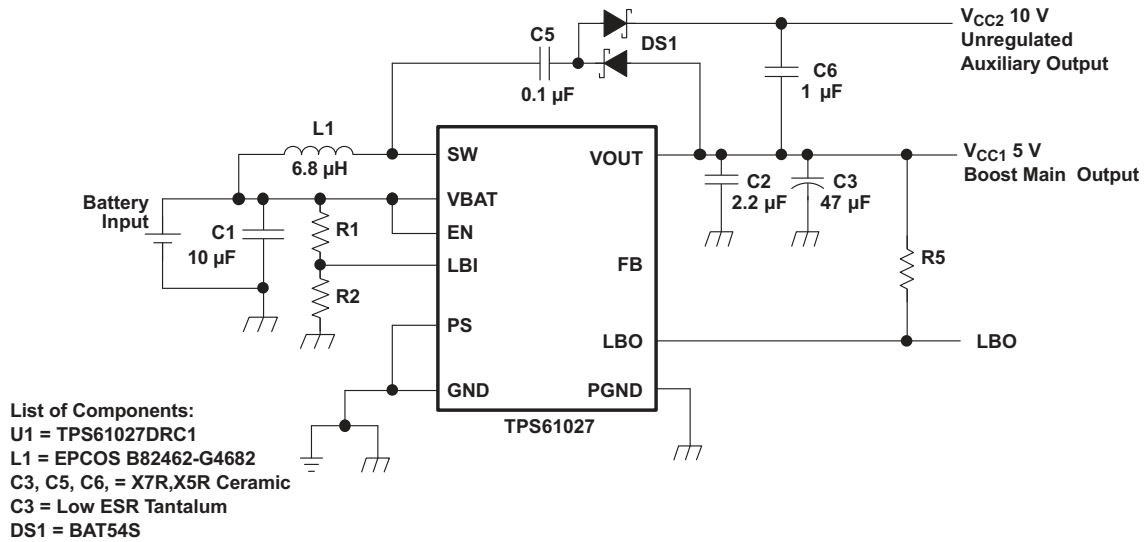 C5
0.1 µF
DS1
VCC2 10 V
Unregulated
Auxiliary Output
C6
1 µF
L1
6.8 µH
SW
VOUT
VCC1 5 V
Boost Main Output
Battery
Input
C1
10 µF
R1
R2
VBAT
EN
LBI
PS
GND
FB
LBO
PGND
C2
2.2 µF
C3
47 µF
R5
LBO
TPS61027
List of Components:
U1 = TPS61027DRC1
L1 = EPCOS B82462-G4682
C3, C5, C6, = X7R,X5R Ceramic
C3 = Low ESR Tantalum
DS1 = BAT54S